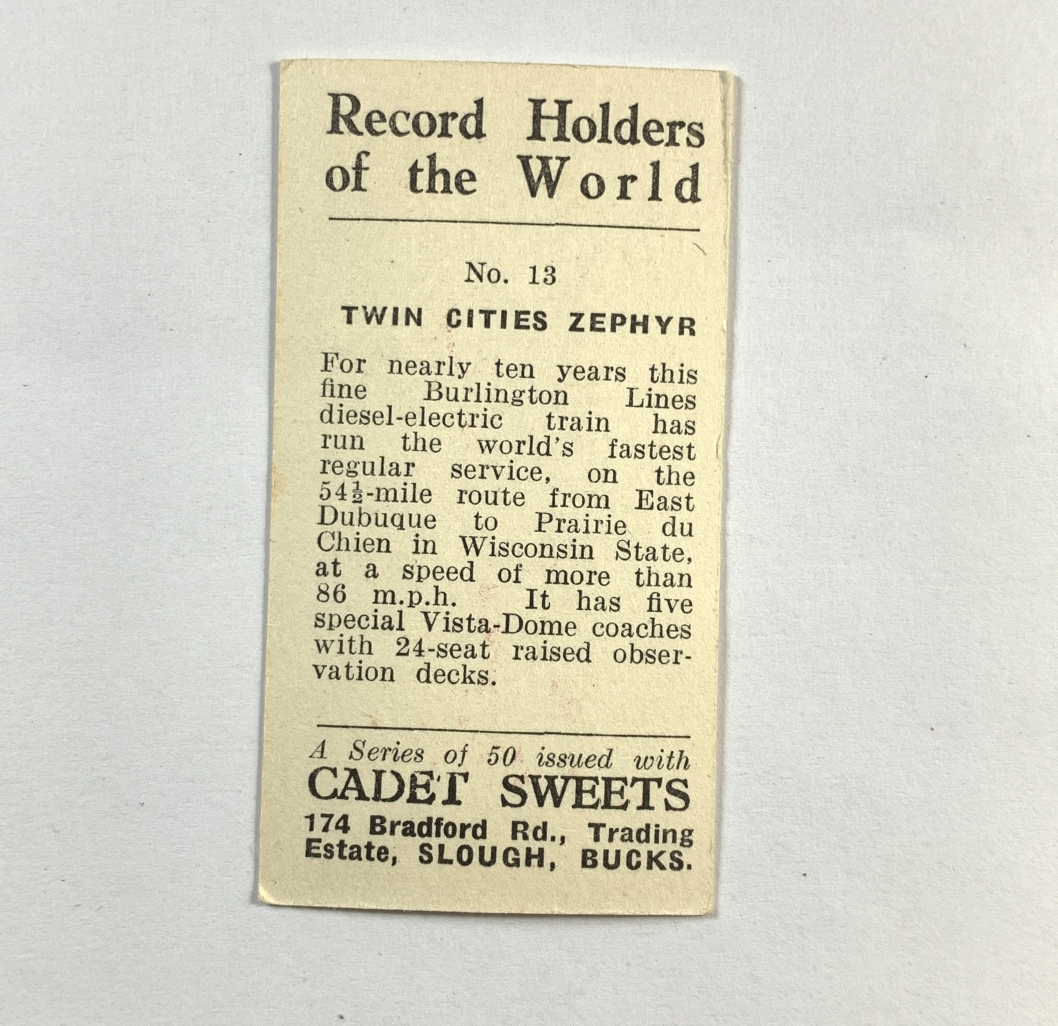 Record Holders
of the World
No. 13
TWIN CITIES ZEPHYR
For nearly ten years this
fine Burlington Lines
diesel-electric train has
run the world's fastest
regular service, on the
54½-mile route from East
Dubuque to Prairie du
Chien in Wisconsin State,
at a speed of more than
86 m.p.h. It has five
special Vista-Dome coaches
with 24-seat raised obser-
vation decks.
A Series of 50 issued with
CADET SWEETS
174 Bradford Rd., Trading
Estate, SLOUGH, BUCKS.